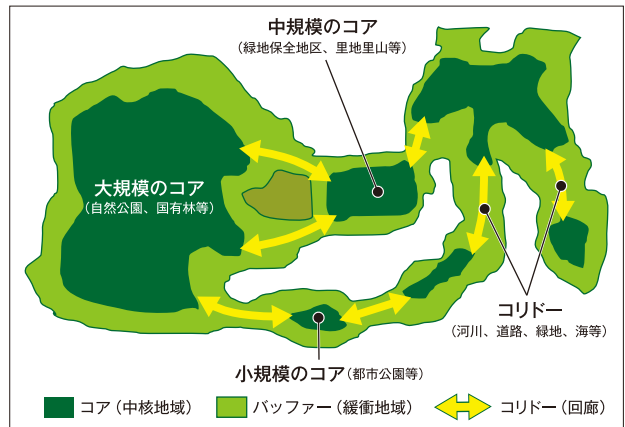 中規模のコア
（緑地保全地区、里地里山等）
大規模のコア
（自然公園、国有林等）
コリドー
（河川、道路、緑地、海等）
小規模のコア（都市公園等）
コア（中核地域）
バッファー（緩衝地域）
コリドー（回廊）